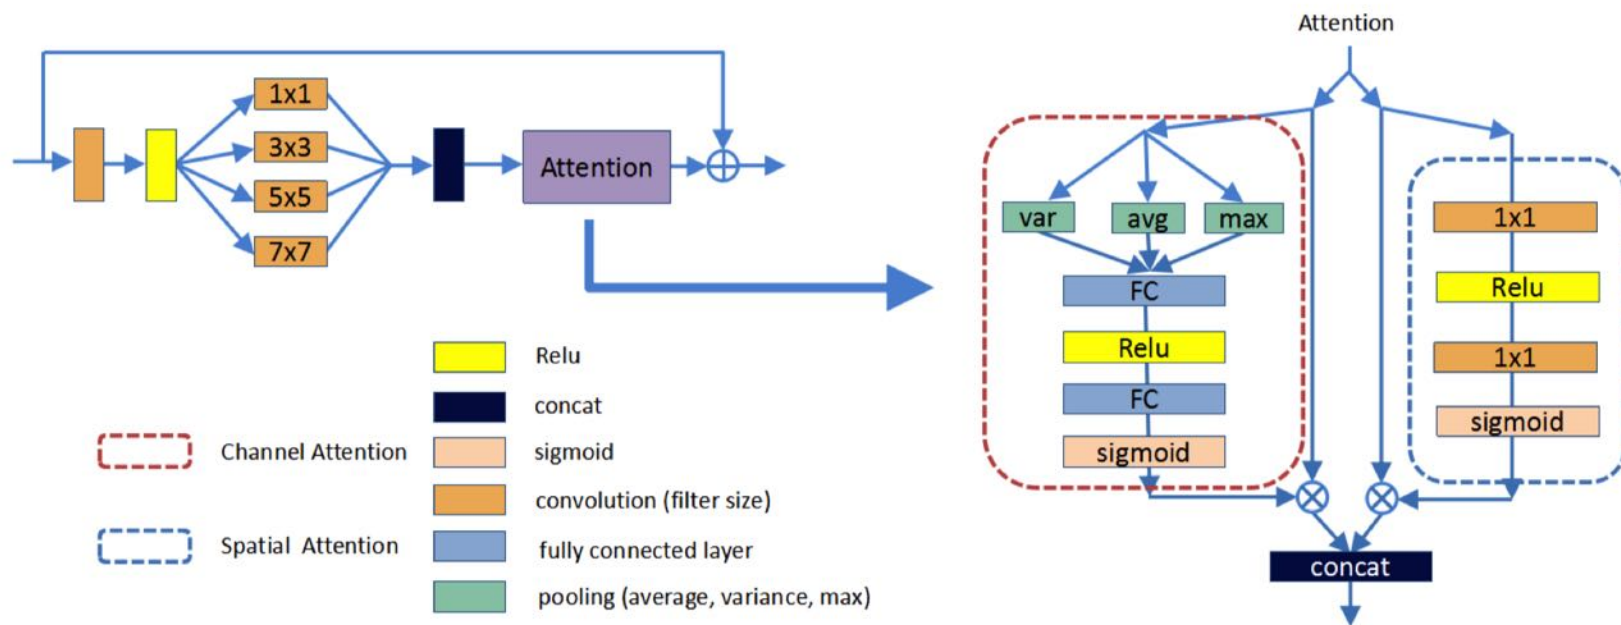 1x1
3x3
5x5
7x7
Attention
Relu
concat
sigmoid
convolution (filter size)
fully connected layer
pooling (average, variance, max)
Channel Attention
Spatial Attention
Attention
var
avg
max
FC
Relu
FC
sigmoid
1x1
Relu
1x1
sigmoid
concat